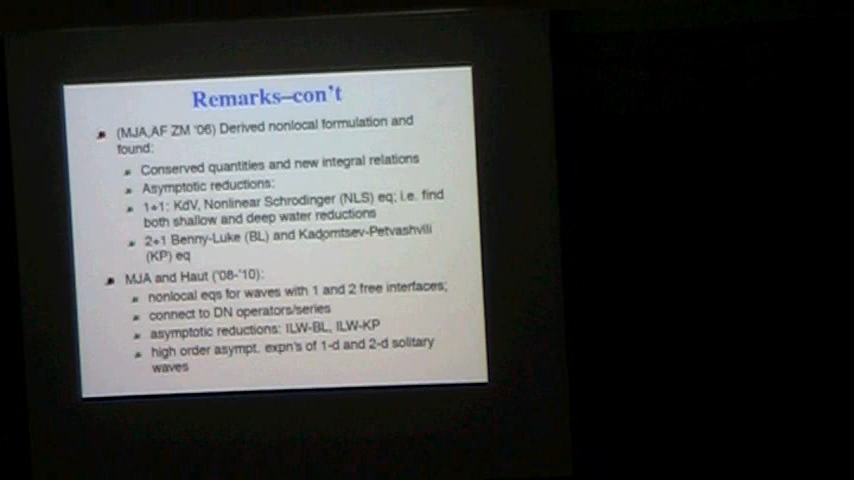 Remarks–con't
(MJA,AF ZM '06) Derived nonlocal formulation and
found:
Conserved quantities and new integral relations
Asymptotic reductions:
1+1: KdV, Nonlinear Schrodinger (NLS) eq; i.e. find
both shallow and deep water reductions
2+1 Benny-Luke (BL) and Kadomtsev-Petvashvili
(KP) eq
MJA and Haut ('08-'10):
nonlocal eqs for waves with 1 and 2 free interfaces;
connect to DN operators/series
asymptotic reductions: ILW-BL, ILW-KP
high order asympt. expn's of 1-d and 2-d solitary
waves